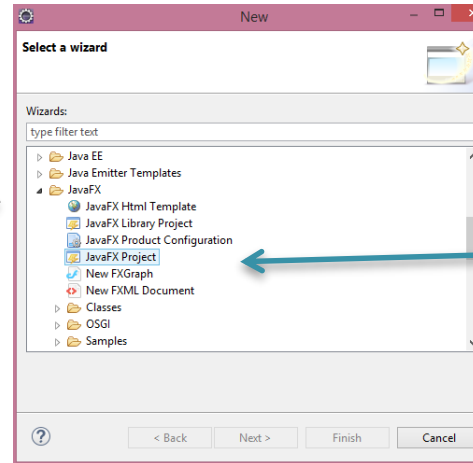 New
Select a wizard
Wizards:
type filter text
Java EE
Java Emitter Templates
JavaFX
JavaFX Html Template
JavaFX Library Project
JavaFX Product Configuration
JavaFX Project
New FXGraph
New FXML Document
Classes
OSGI
Samples
? < Back Next > Finish Cancel